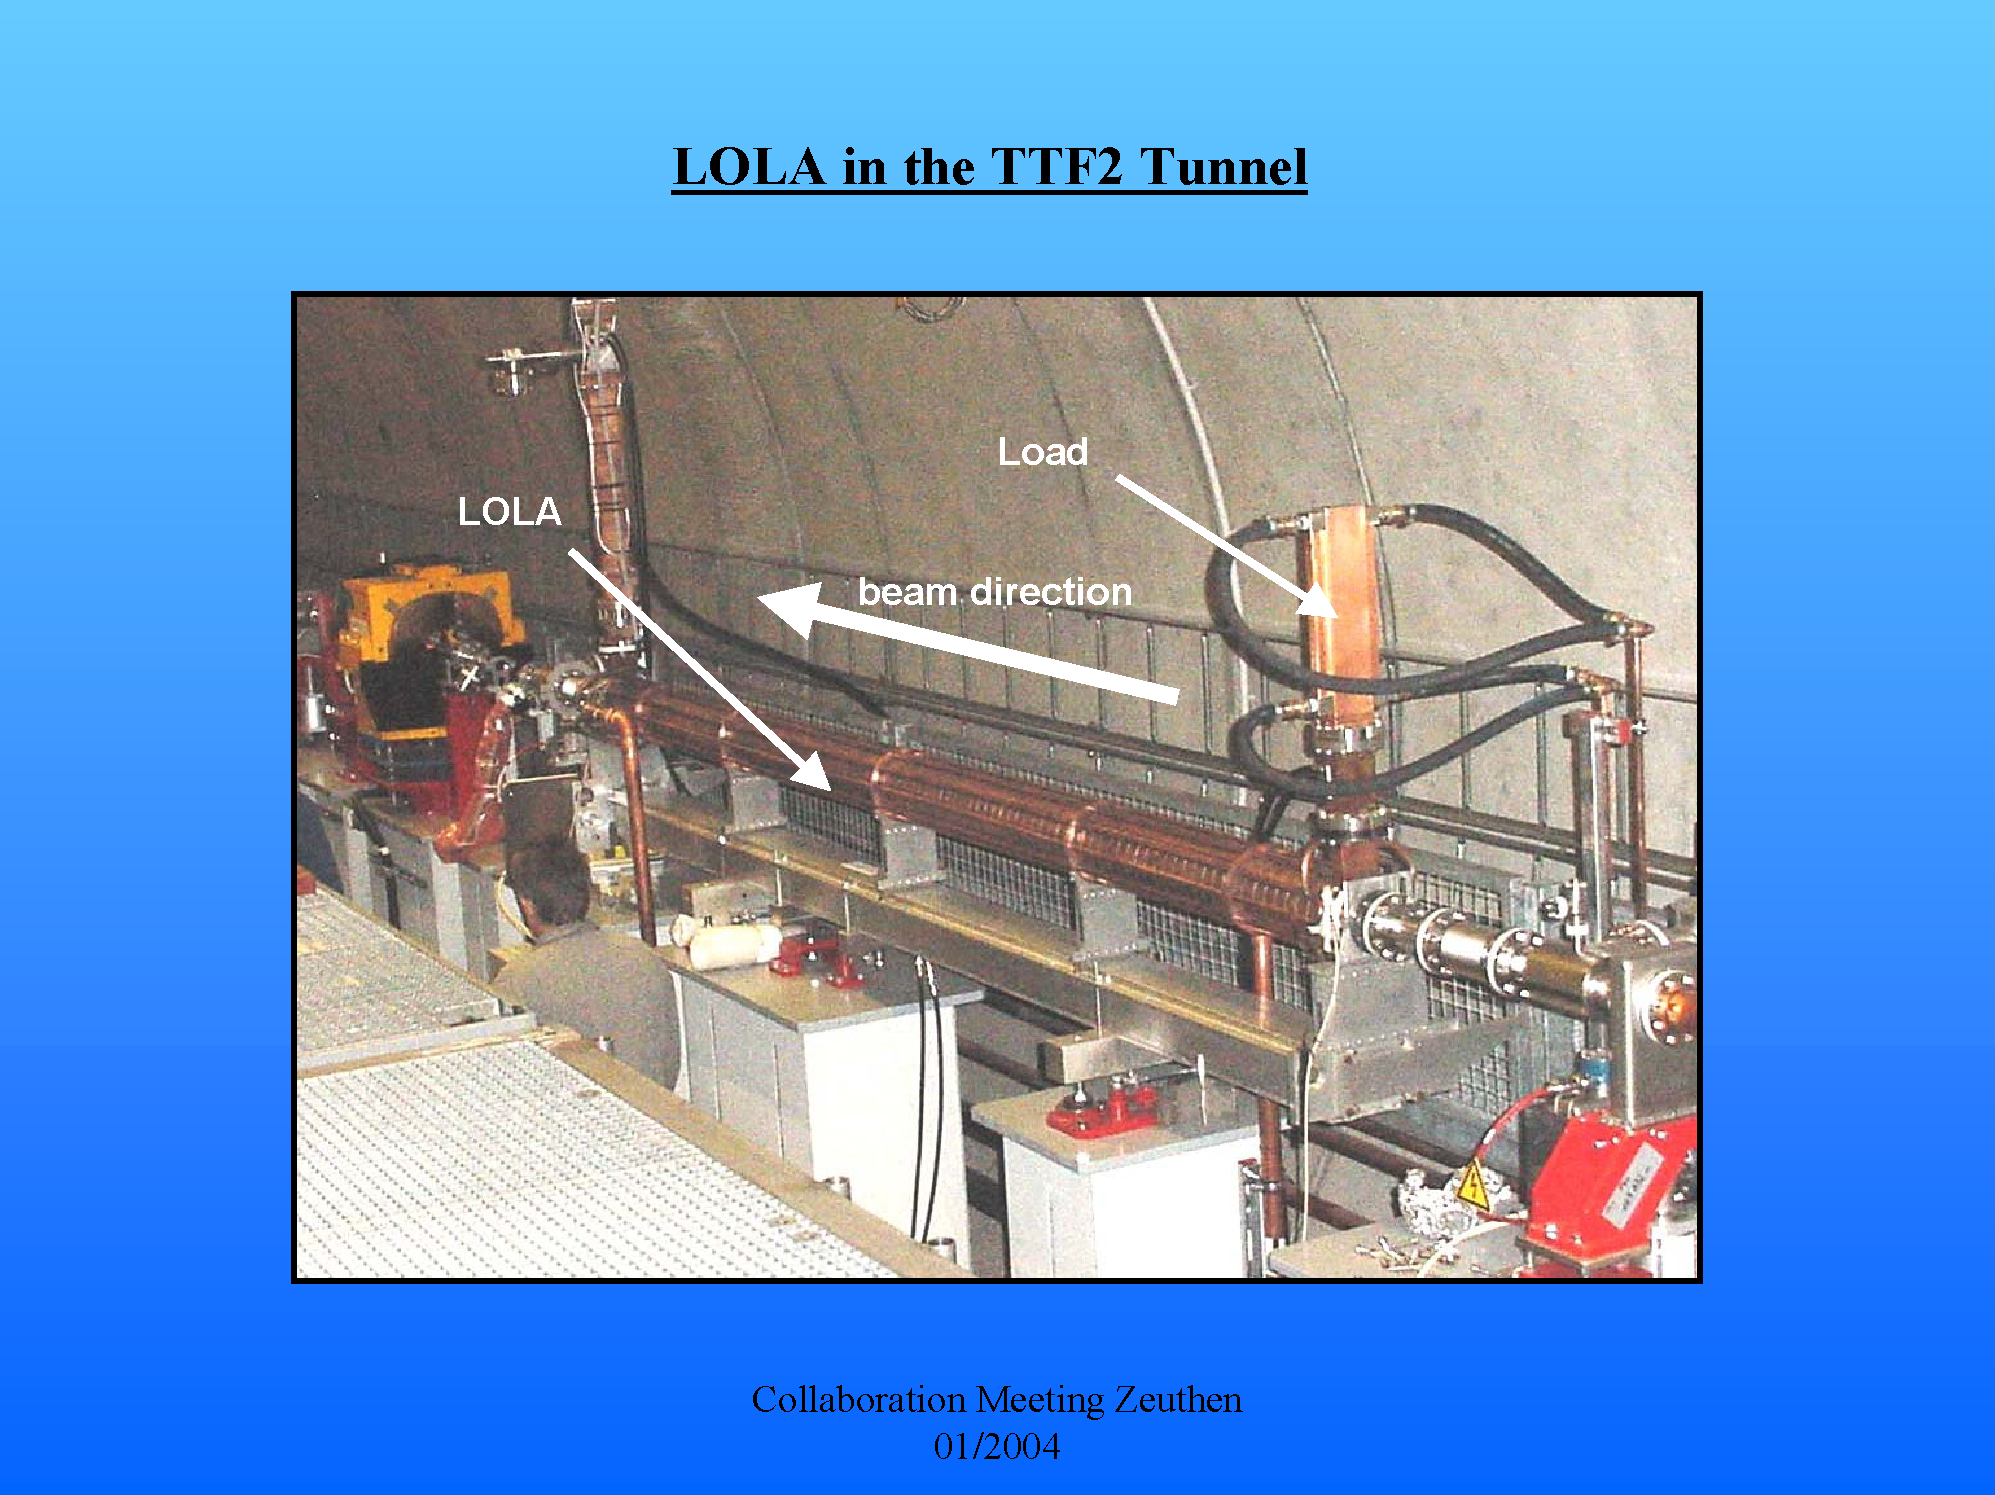 LOLA in the TTF2 Tunnel
Load
LOLA
beam direction
Collaboration Meeting Zeuthen
01/2004